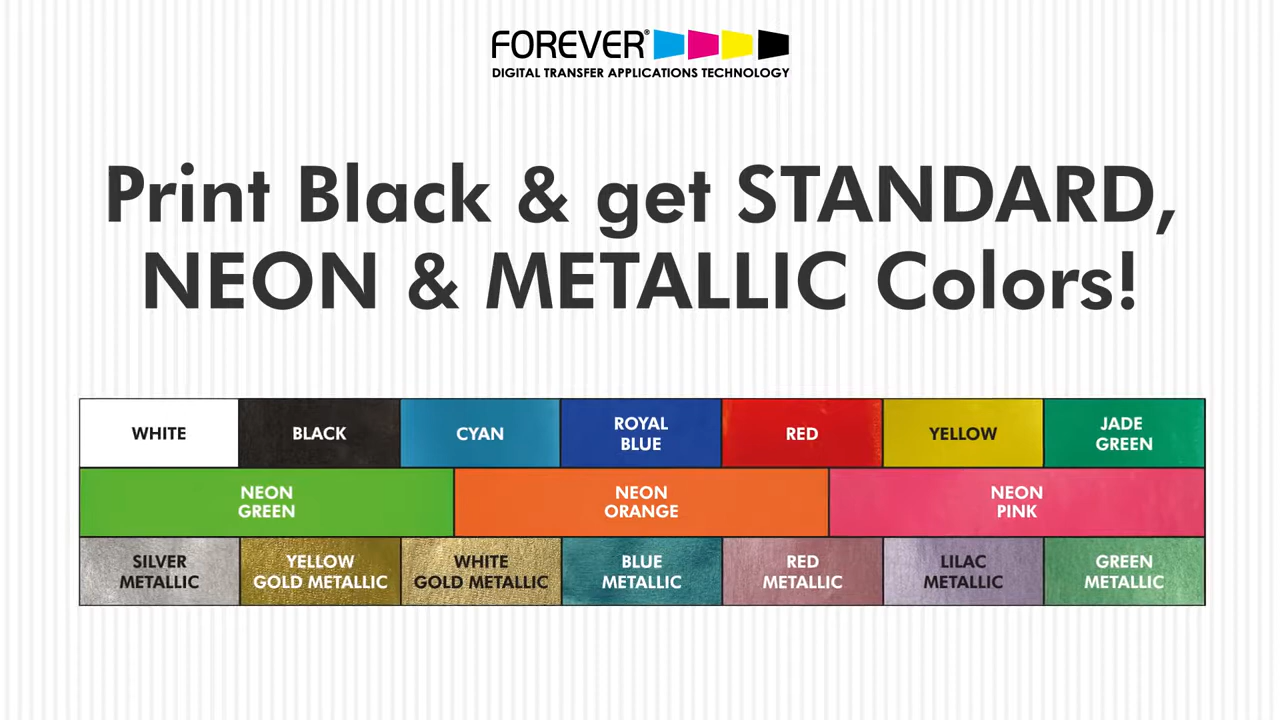 FOREVER®
DIGITAL TRANSFER APPLICATIONS TECHNOLOGY
Print Black & get STANDARD,
NEON & METALLIC Colors!
WHITE
BLACK
CYAN
ROYAL
BLUE
RED
YELLOW
JADE
GREEN
NEON
GREEN
NEON
ORANGE
NEON
PINK
SILVER
METALLIC
YELLOW
GOLD METALLIC
WHITE
GOLD METALLIC
BLUE
METALLIC
RED
METALLIC
LILAC
METALLIC
GREEN
METALLIC